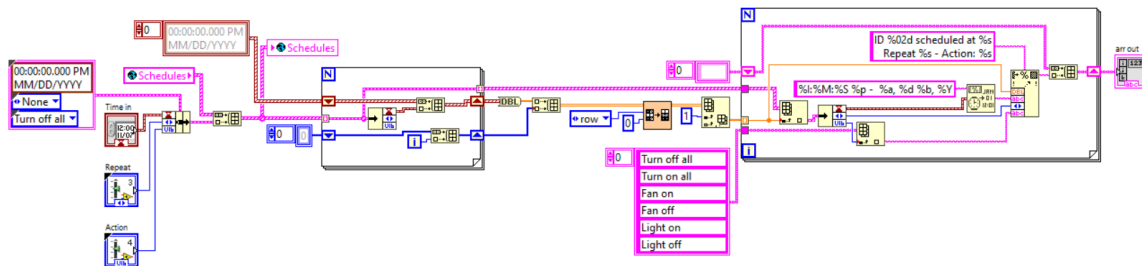 0
00:00:00.000 PM
MM/DD/YYYY
Schedules
00:00:00.000 PM
MM/DD/YYYY
None
Turn off all
Schedules
Time in
Repeat
3
Action
4
0
0
N
i
DBL
row
0
1
0
Turn off all
Turn on all
Fan on
Fan off
Light on
Light off
0
N
ID %02d scheduled at %s
Repeat %s - Action: %s
%I:%M:%S %p - %a, %d %b, %Y
i
arr out